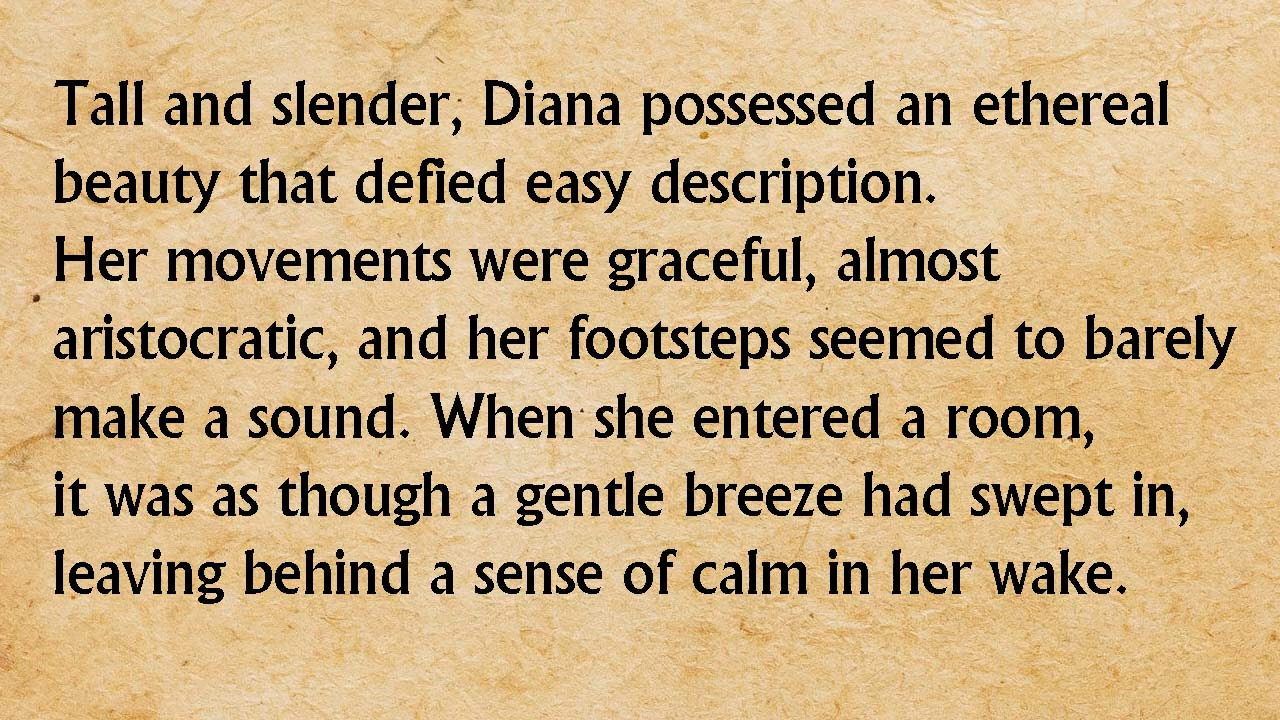 Tall and slender, Diana possessed an ethereal
beauty that defied easy description.
Her movements were graceful, almost
aristocratic, and her footsteps seemed to barely
make a sound. When she entered a room,
it was as though a gentle breeze had swept in,
leaving behind a sense of calm in her wake.